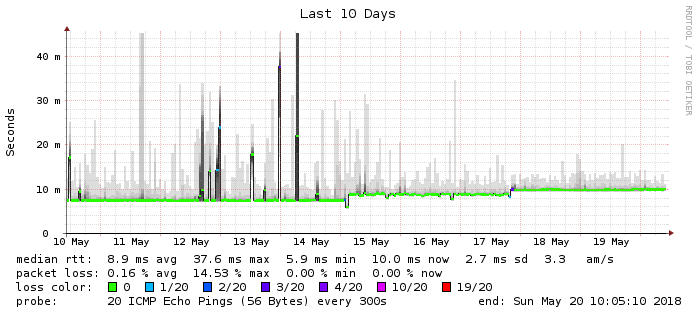 Last 10 Days
RRDTOOL / TOBI OETIKER
Seconds
40 m
30 m
20 m
10 m
0
10 May 11 May 12 May 13 May 14 May 15 May 16 May 17 May 18 May 19 May
median rtt: 8.9 ms avg 37.6 ms max 5.9 ms min 10.0 ms now 2.7 ms sd 3.3 am/s
packet loss: 0.16 % avg 14.53 % max 0.00 % min 0.00 % now
loss color: 0 1/20 2/20 3/20 4/20 10/20 19/20
probe: 20 ICMP Echo Pings (56 Bytes) every 300s end: Sun May 20 10:05:10 2018